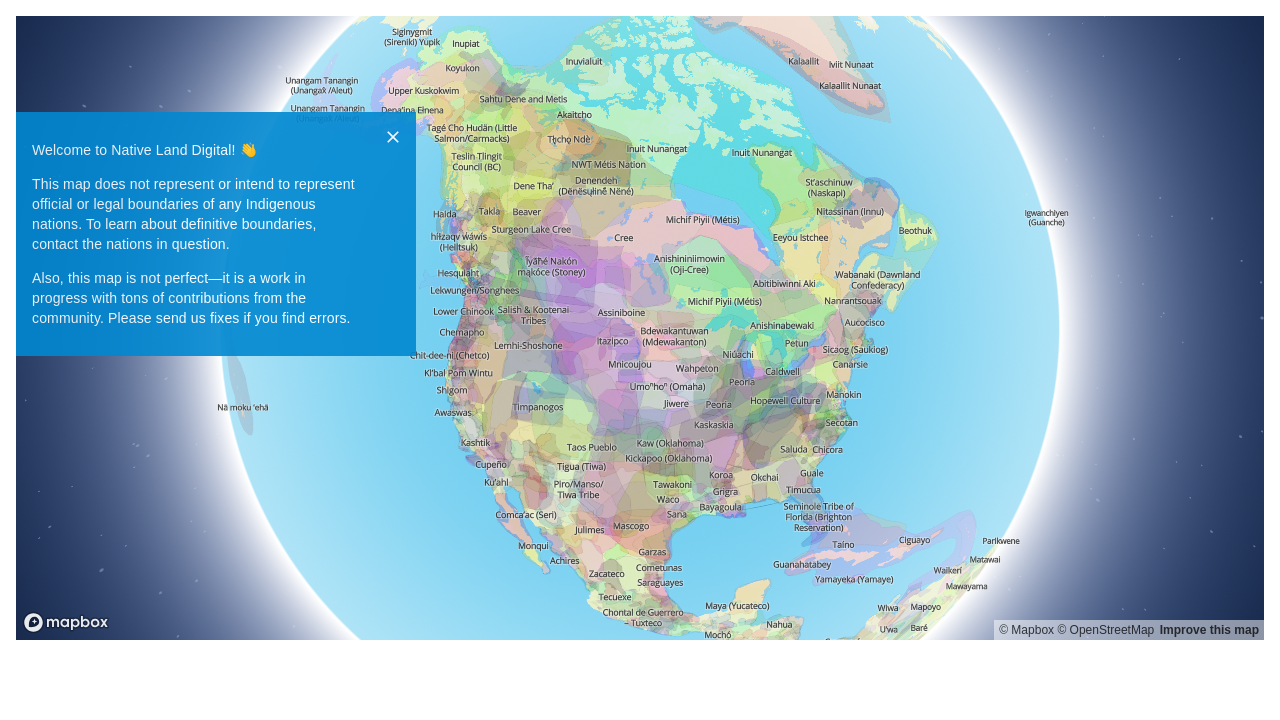 Siginygmit
(Sireniki) Yupik
Inupiat
Koyukon
Inuvialuit
Kalaallit
Iviit Nunaat
Kalaallit Nunaat
Unangam Tanangin
(Unangax̂ /Aleut)
Upper Kuskokwim
Sahtu Dene and Metis
Unangam Tanangin
Dena'ina Ełnena
Akaitcho
Tagé Cho Hudän (Little
Salmon/Carmacks)
Tłı̨chǫ Ndè
Inuit Nunangat
Inuit Nunangat
Teslin Tlingit
Council (BC)
NWT Métis Nation
Dene Tha'
Denendeh
(Dënësųłinë Nëné)
St'aschinuw
(Naskapi)
Haida
Takla
Beaver
Michif Piyii (Métis)
Nitassinan (Innu)
Igwanchiyen
(Guanche)
Sturgeon Lake Cree
Cree
Eeyou Istchee
Beothuk
(Heiltsuk)
Îyãhé Nakón
mąkóce (Stoney)
Anishininiimowin
(Oji-Cree)
Hesquiaht
Abitibiwinni Aki
Wabanaki (Dawnland
Confederacy)
Lekwungen/Songhees
Michif Piyii (Métis)
Nanrantsouak
Lower Chinook
Salish & Kootenai
Tribes
Assiniboine
Anishinabewaki
Aucocisco
Chemapho
Bdewakantuwan
(Mdewakanton)
Lemhi-Shoshone
Itazipco
Petun
Niúachi
Sicaog (Saukiog)
Chit-dee-ni (Chetco)
Mnicoujou
Wahpeton
Caldwell
Canarsie
Kl'bal Pom Wintu
Peoria
Shigom
Umoⁿhoⁿ (Omaha)
Manokin
Nā moku 'ehā
Awaswas
Timpanogos
Jiwere
Peoria
Hopewell Culture
Kaskaskia
Secotan
Kashtik
Taos Pueblo
Kaw (Oklahoma)
Saluda
Chicora
Cupeño
Tigua (Tiwa)
Kickapoo (Oklahoma)
Koroa
Okchai
Guale
Ku'ahl
Piro/Manso/
Tiwa Tribe
Tawakoni
Grigra
Timucua
Waco
Bayagoula
Comca'ac (Seri)
Sana
Seminole Tribe of
Florida (Brighton
Reservation)
Julimes
Mascogo
Monqui
Achires
Garzas
Taíno
Ciguayo
Parikwene
Cometunas
Guanahatabey
Matawai
Zacateco
Saraguayes
Yamayeka (Yamaye)
Waikerí
Mawayama
Tecuexe
Chontal de Guerrero
– Tuxteco
Maya (Yucateco)
Wiwa
Mapoyo
Mochó
Nahua
U'wa
Baré
Welcome to Native Land Digital! 👋
This map does not represent or intend to represent
official or legal boundaries of any Indigenous
nations. To learn about definitive boundaries,
contact the nations in question.
Also, this map is not perfect—it is a work in
progress with tons of contributions from the
community. Please send us fixes if you find errors.
mapbox
© Mapbox © OpenStreetMap Improve this map